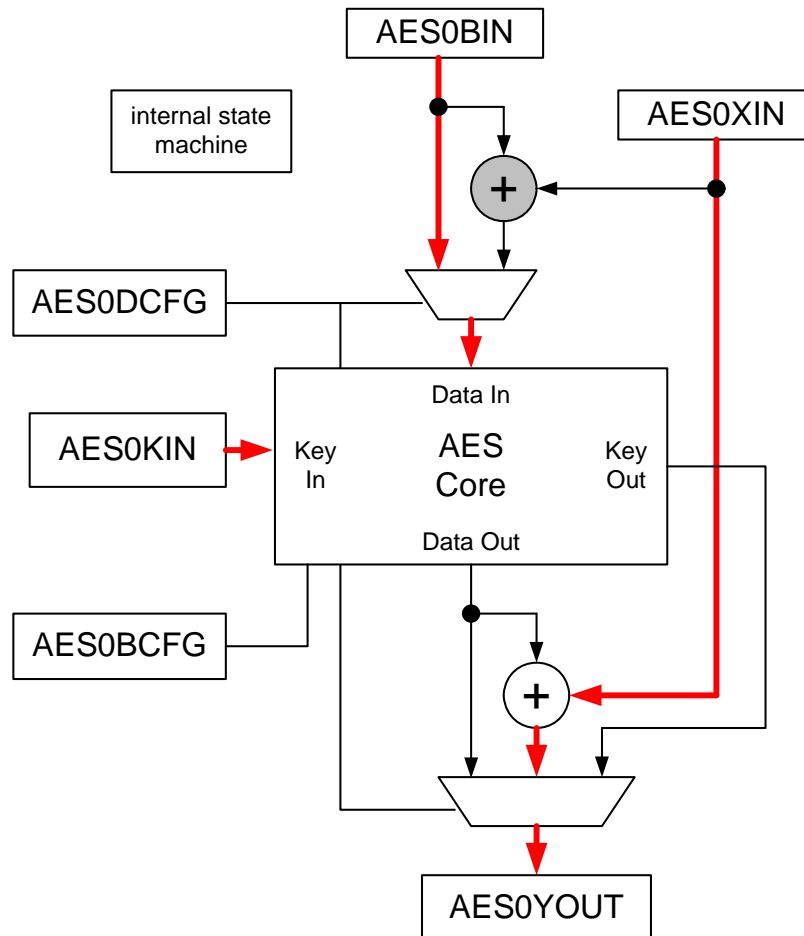 AES0BIN
internal state
machine
AES0XIN
+
AES0DCFG
Data In
AES0KIN
Key
In
AES
Core
Key
Out
Data Out
AES0BCFG
+
AES0YOUT